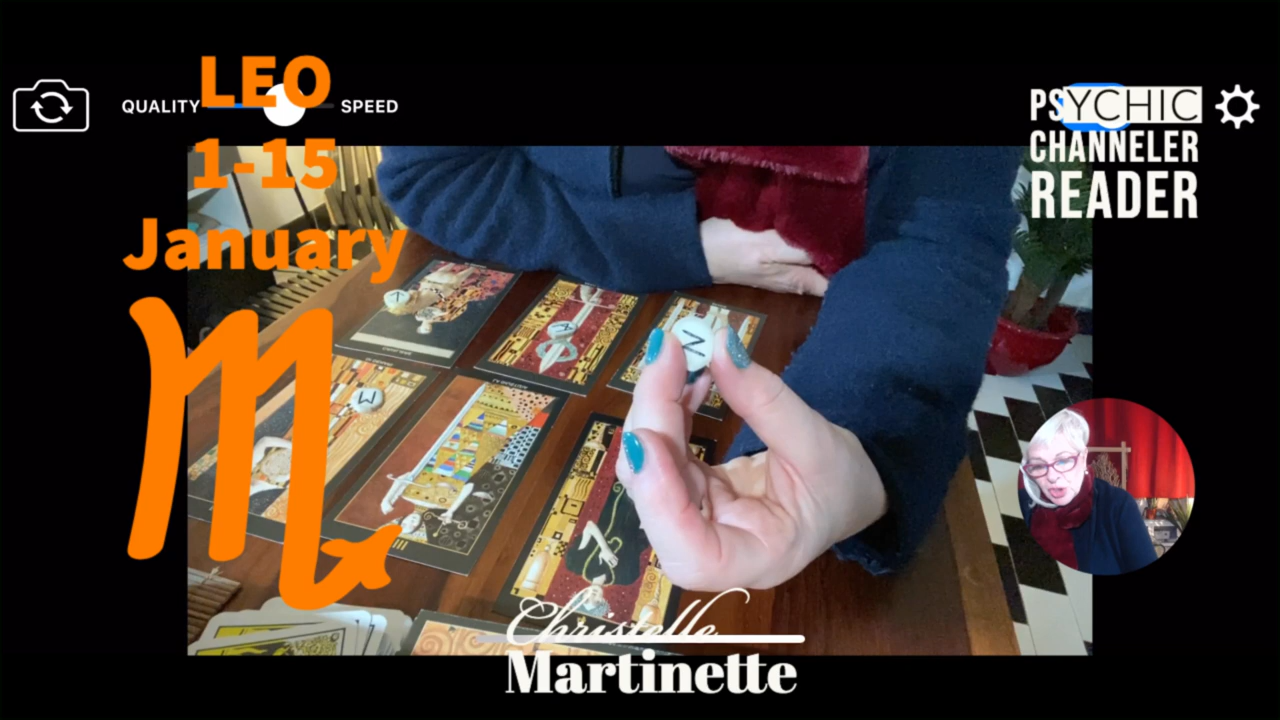 LEO
1-15
January
QUALITY
SPEED
PSYCHIC
CHANNELER
READER
Christelle
Martinette